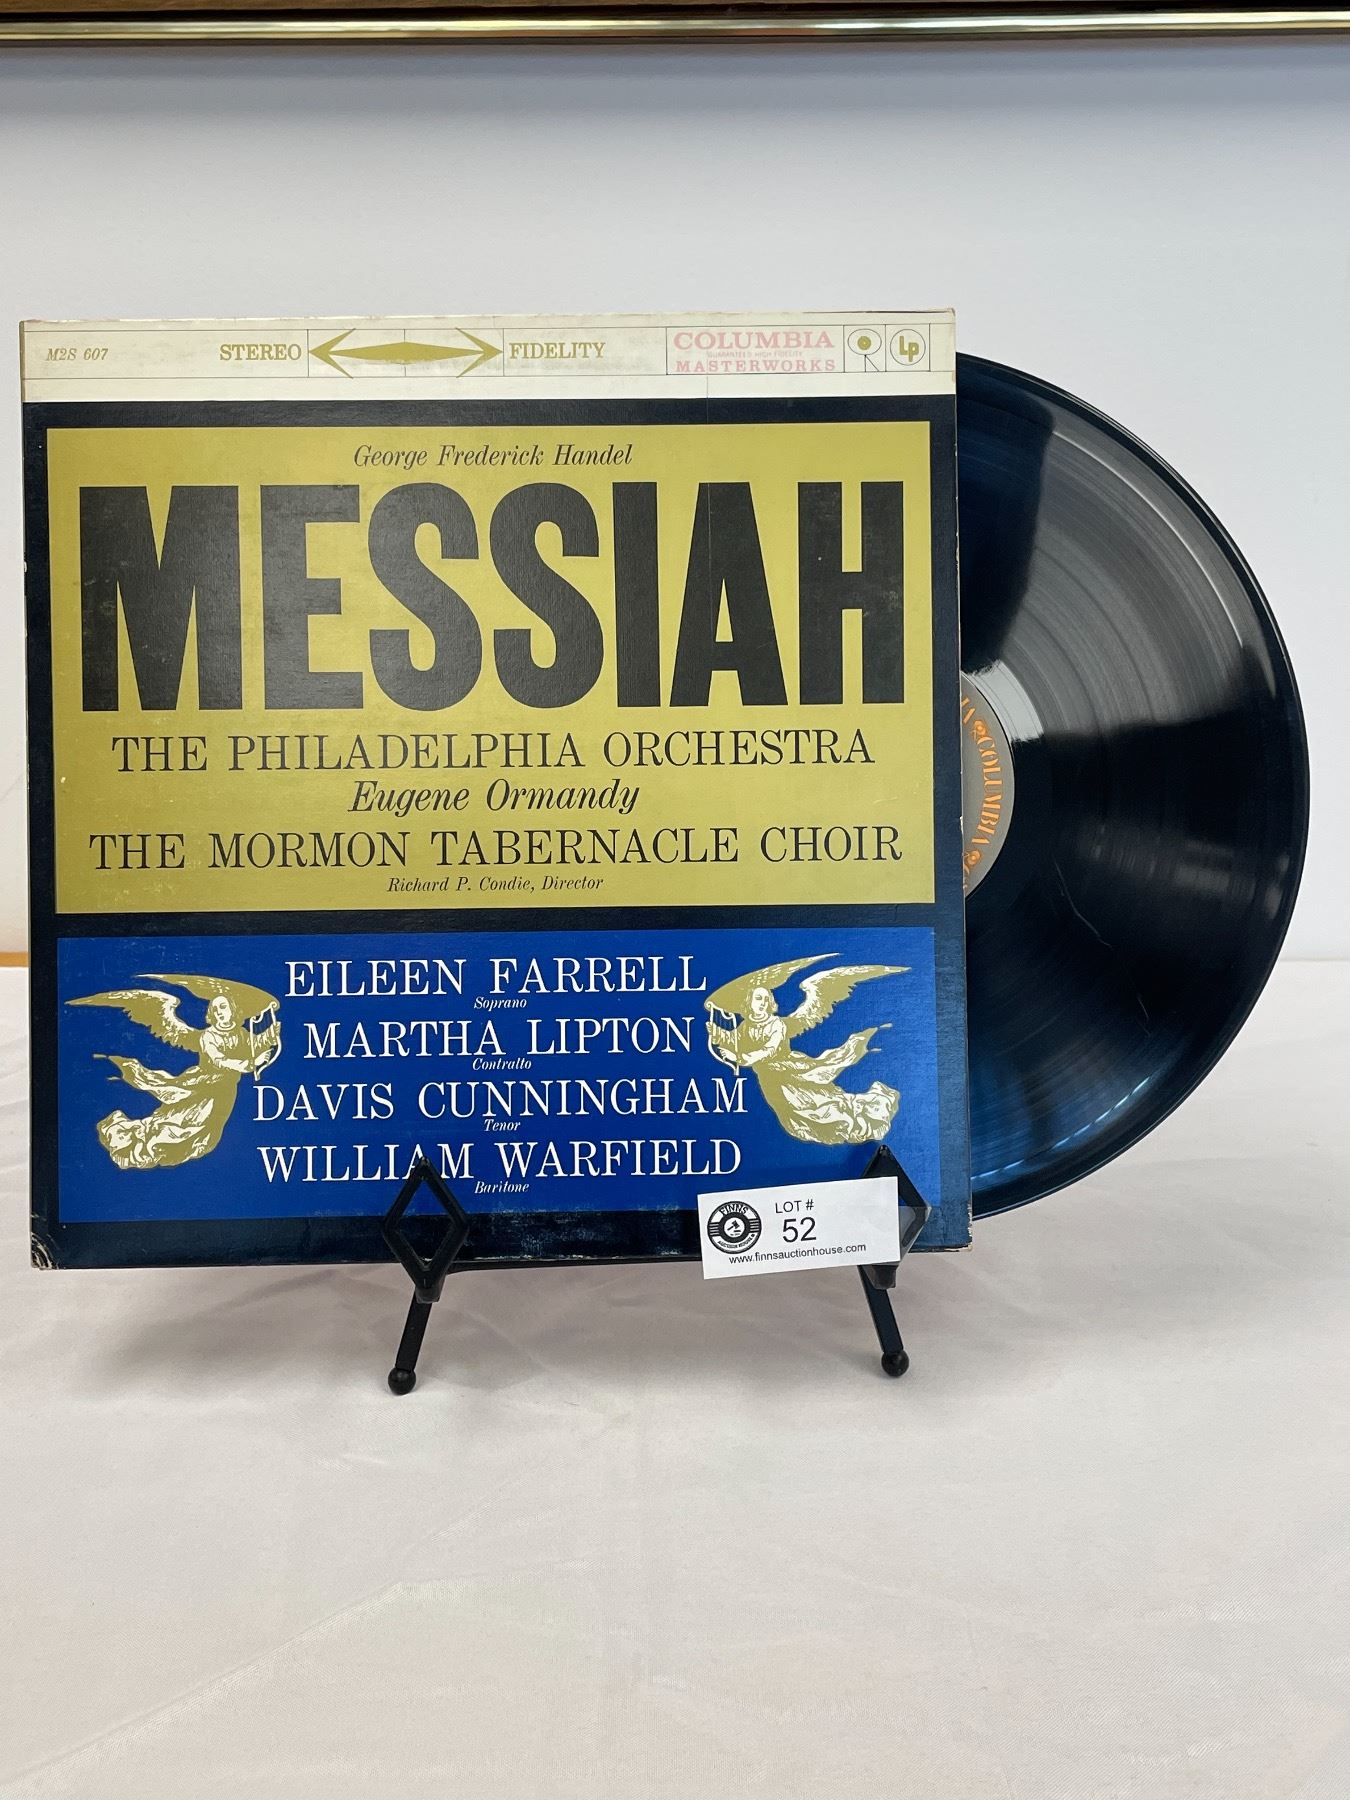 M2S 607
STEREO FIDELITY
COLUMBIA
GUARANTEED HIGH FIDELITY
MASTERWORKS
Lp
George Frederick Handel
MESSIAH
THE PHILADELPHIA ORCHESTRA
Eugene Ormandy
THE MORMON TABERNACLE CHOIR
Richard P. Condie, Director
EILEEN FARRELL
Soprano
MARTHA LIPTON
Contralto
DAVIS CUNNINGHAM
Tenor
WILLIAM WARFIELD
Baritone
COLUMBIA
FINNS
AUCTION HOUSE
LOT #
52
www.finnsauctionhouse.com